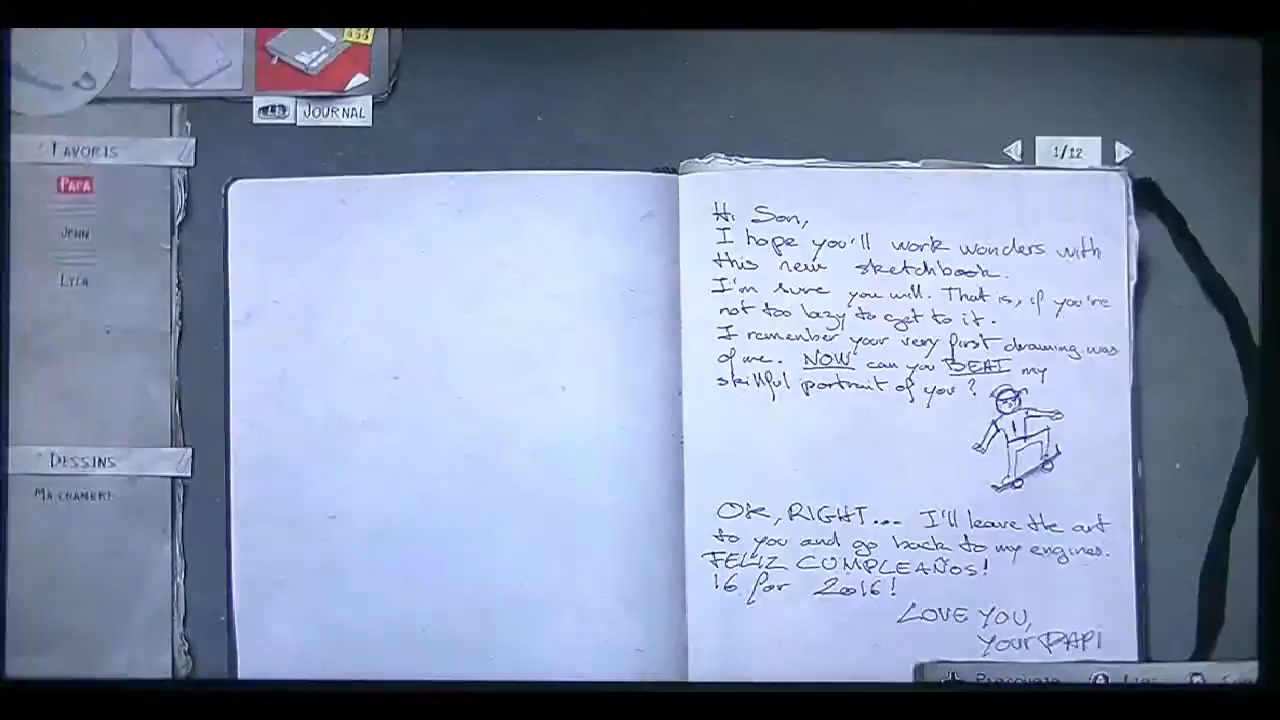 JOURNAL
FAVORIS
PAPA
JENN
LYLA
DESSINS
MA CHAMBRE
1/12
Hi Son,
I hope you'll work wonders with
this new sketchbook.
I'm sure you will. That is, if you're
not too lazy to get to it.
I remember your very first drawing was
of me. NOW can you BEAT my
skillful portrait of you?
OK, RIGHT... I'll leave the art
to you and go back to my engines.
FELIZ CUMPLEAÑOS!
16 for 2016!
LOVE YOU,
your PAPI